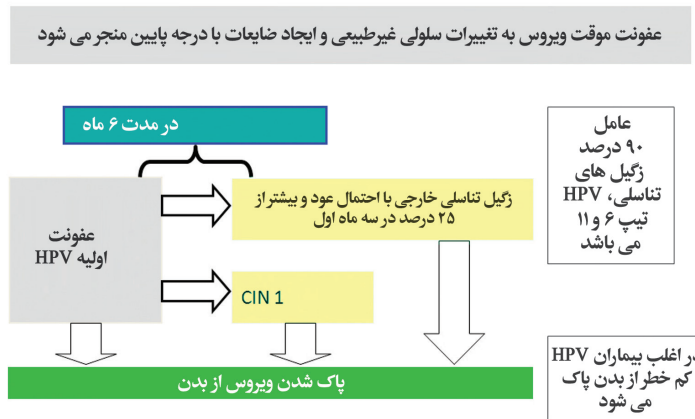 عفونت موقت ویروس به تغییرات سلولی غیرطبیعی و ایجاد ضایعات با درجه پایین منجر می شود
در مدت ۶ ماه
عامل
۹۰ درصد
زگیل های
تناسلی، HPV
تیپ ۶ و ۱۱
می باشد
زگیل تناسلی خارجی با احتمال عود و بیشتر از
۲۵ درصد در سه ماه اول
عفونت
اولیه HPV
CIN 1
پاک شدن ویروس از بدن
در اغلب بیماران HPV
کم خطر از بدن پاک
می شود